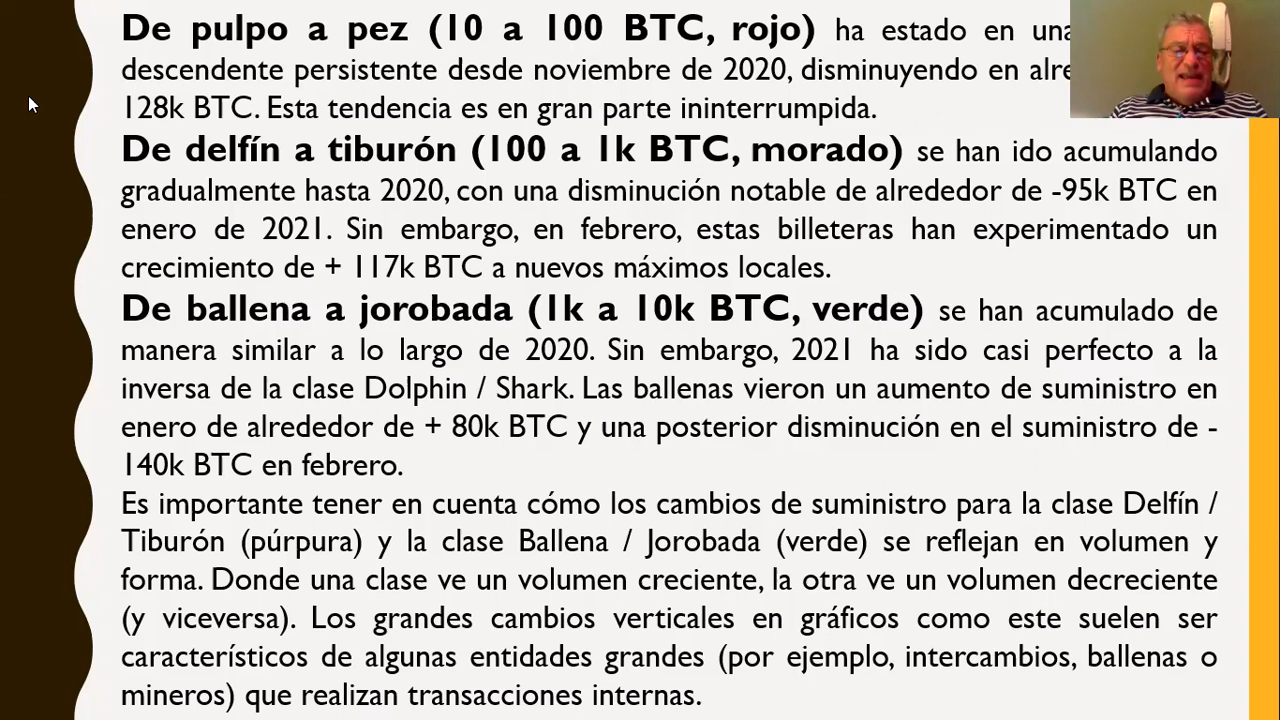 De pulpo a pez (10 a 100 BTC, rojo) ha estado en una
descendente persistente desde noviembre de 2020, disminuyendo en
128k BTC. Esta tendencia es en gran parte ininterrumpida.
De delfín a tiburón (100 a 1k BTC, morado) se han ido acumulando
gradualmente hasta 2020, con una disminución notable de alrededor de -95k BTC en
enero de 2021. Sin embargo, en febrero, estas billeteras han experimentado un
crecimiento de + 117k BTC a nuevos máximos locales.
De ballena a jorobada (1k a 10k BTC, verde) se han acumulado de
manera similar a lo largo de 2020. Sin embargo, 2021 ha sido casi perfecto a la
inversa de la clase Dolphin / Shark. Las ballenas vieron un aumento de suministro en
enero de alrededor de + 80k BTC y una posterior disminución en el suministro de -
140k BTC en febrero.
Es importante tener en cuenta cómo los cambios de suministro para la clase Delfín /
Tiburón (púrpura) y la clase Ballena / Jorobada (verde) se reflejan en volumen y
forma. Donde una clase ve un volumen creciente, la otra ve un volumen decreciente
(y viceversa). Los grandes cambios verticales en gráficos como este suelen ser
característicos de algunas entidades grandes (por ejemplo, intercambios, ballenas o
mineros) que realizan transacciones internas.